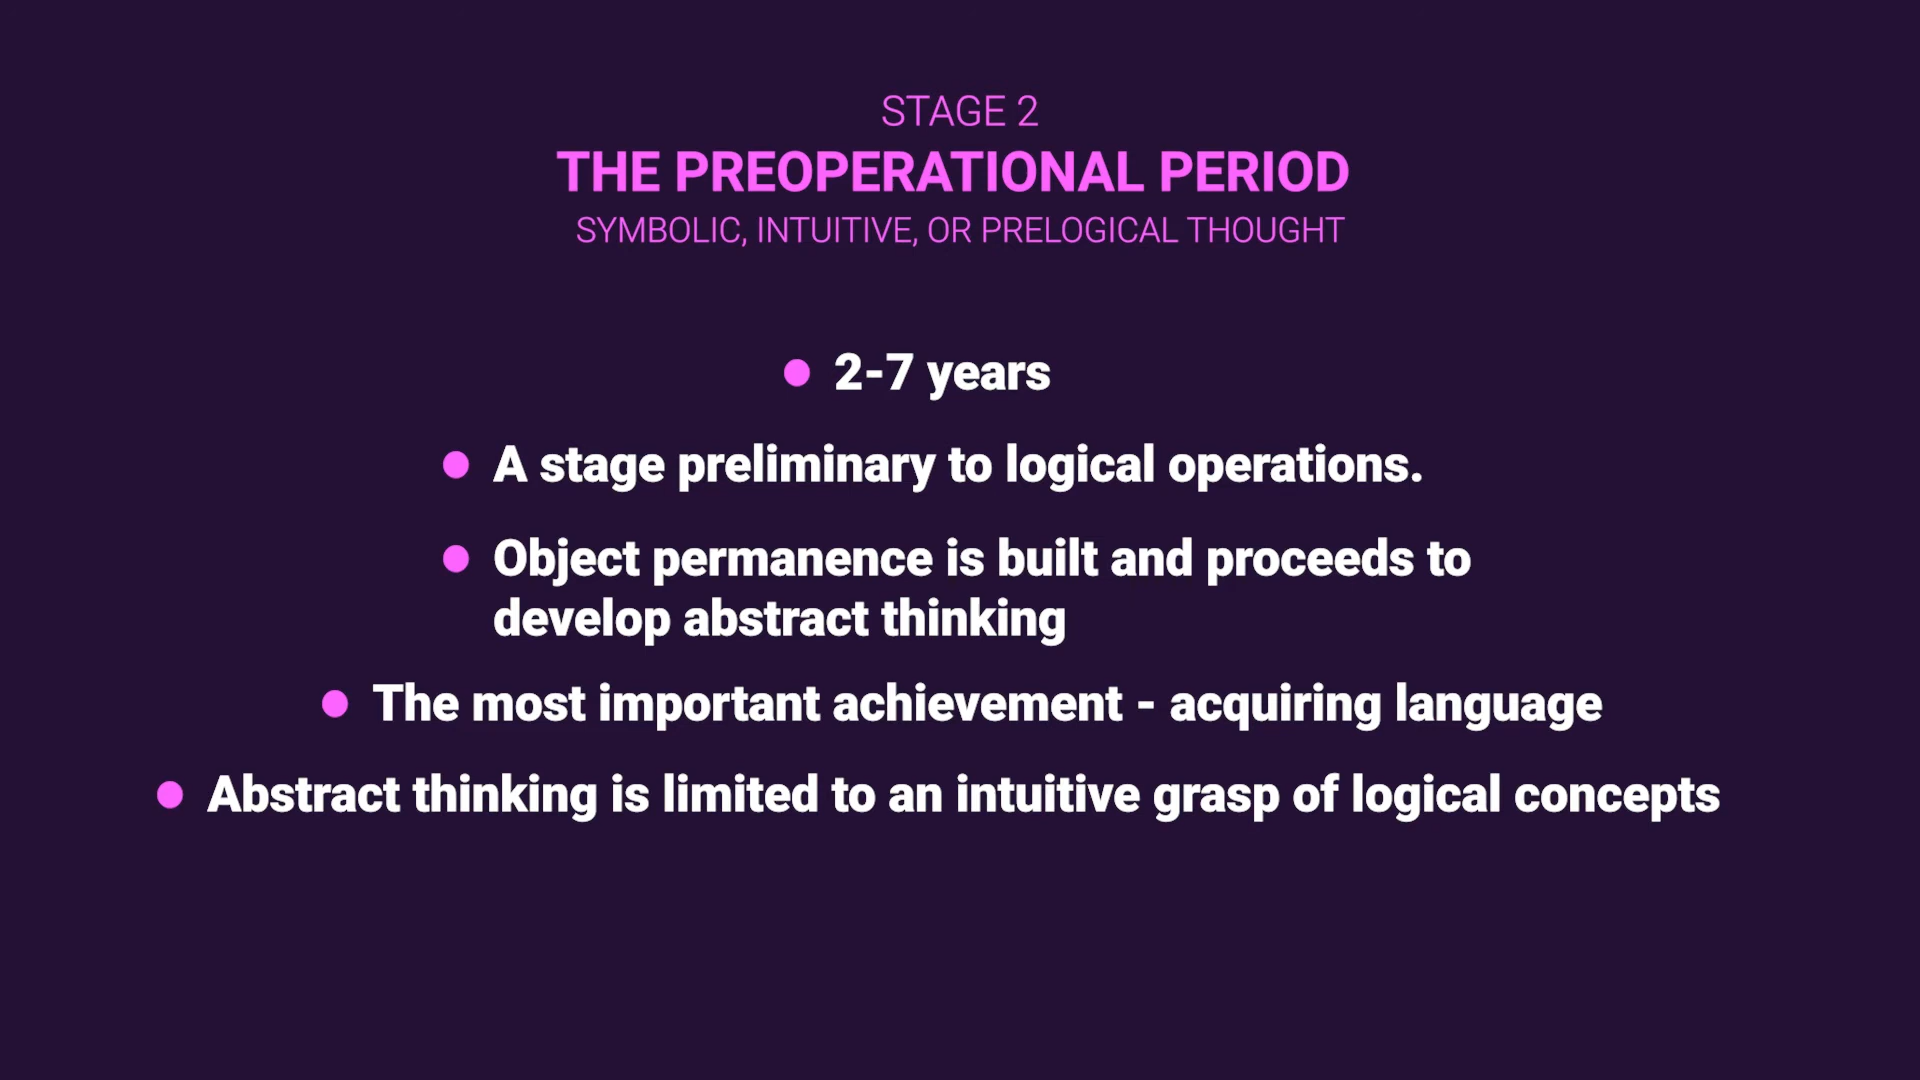 STAGE 2
THE PREOPERATIONAL PERIOD
SYMBOLIC, INTUITIVE, OR PRELOGICAL THOUGHT
● 2-7 years
● A stage preliminary to logical operations.
● Object permanence is built and proceeds to
develop abstract thinking
● The most important achievement - acquiring language
● Abstract thinking is limited to an intuitive grasp of logical concepts